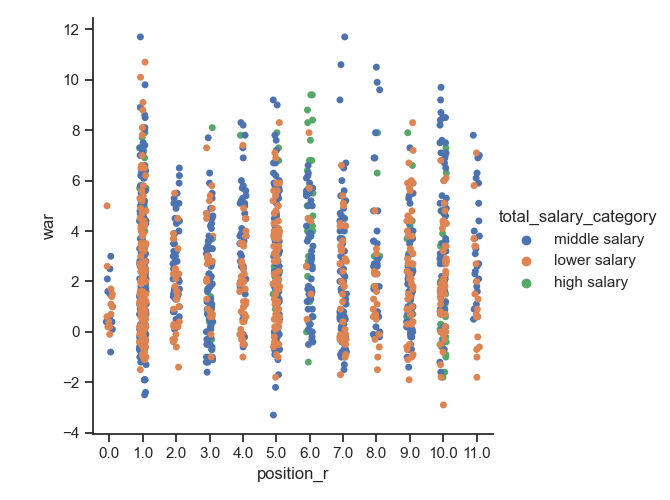 12
10
8
6
4
2
0
−2
−4
war
0.0 1.0 2.0 3.0 4.0 5.0 6.0 7.0 8.0 9.0 10.0 11.0
position_r
total_salary_category
middle salary
lower salary
high salary